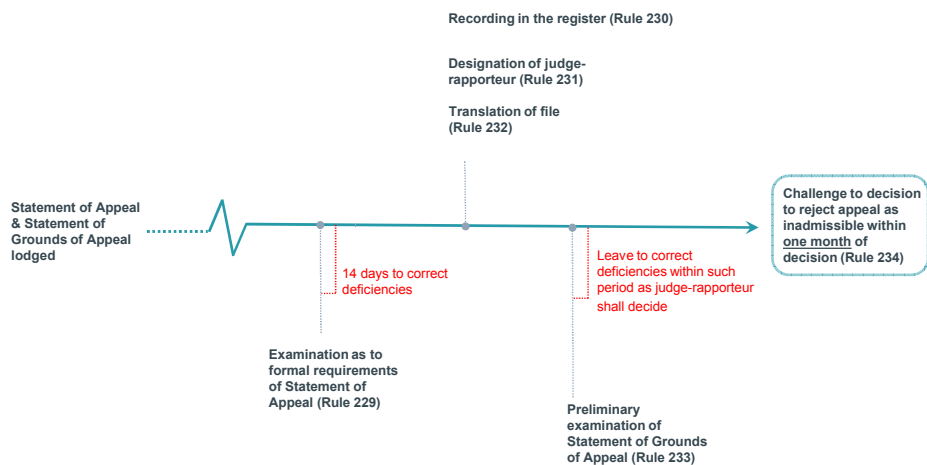 Recording in the register (Rule 230)
Designation of judge-
rapporteur (Rule 231)
Translation of file
(Rule 232)
Statement of Appeal
& Statement of
Grounds of Appeal
lodged
14 days to correct
deficiencies
Leave to correct
deficiencies within such
period as judge-rapporteur
shall decide
Challenge to decision
to reject appeal as
inadmissible within
one month of
decision (Rule 234)
Examination as to
formal requirements
of Statement of
Appeal (Rule 229)
Preliminary
examination of
Statement of Grounds
of Appeal (Rule 233)